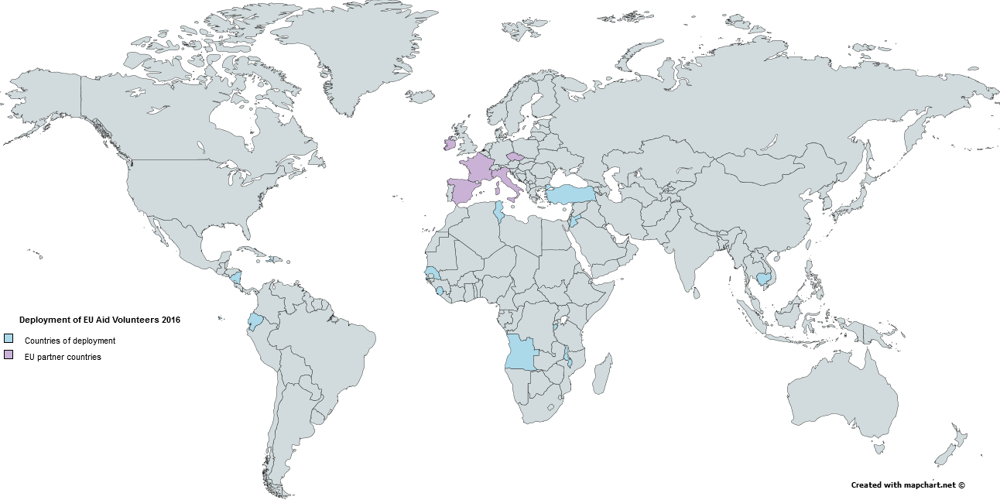 Deployment of EU Aid Volunteers 2016
Countries of deployment
EU partner countries
Created with mapchart.net ©